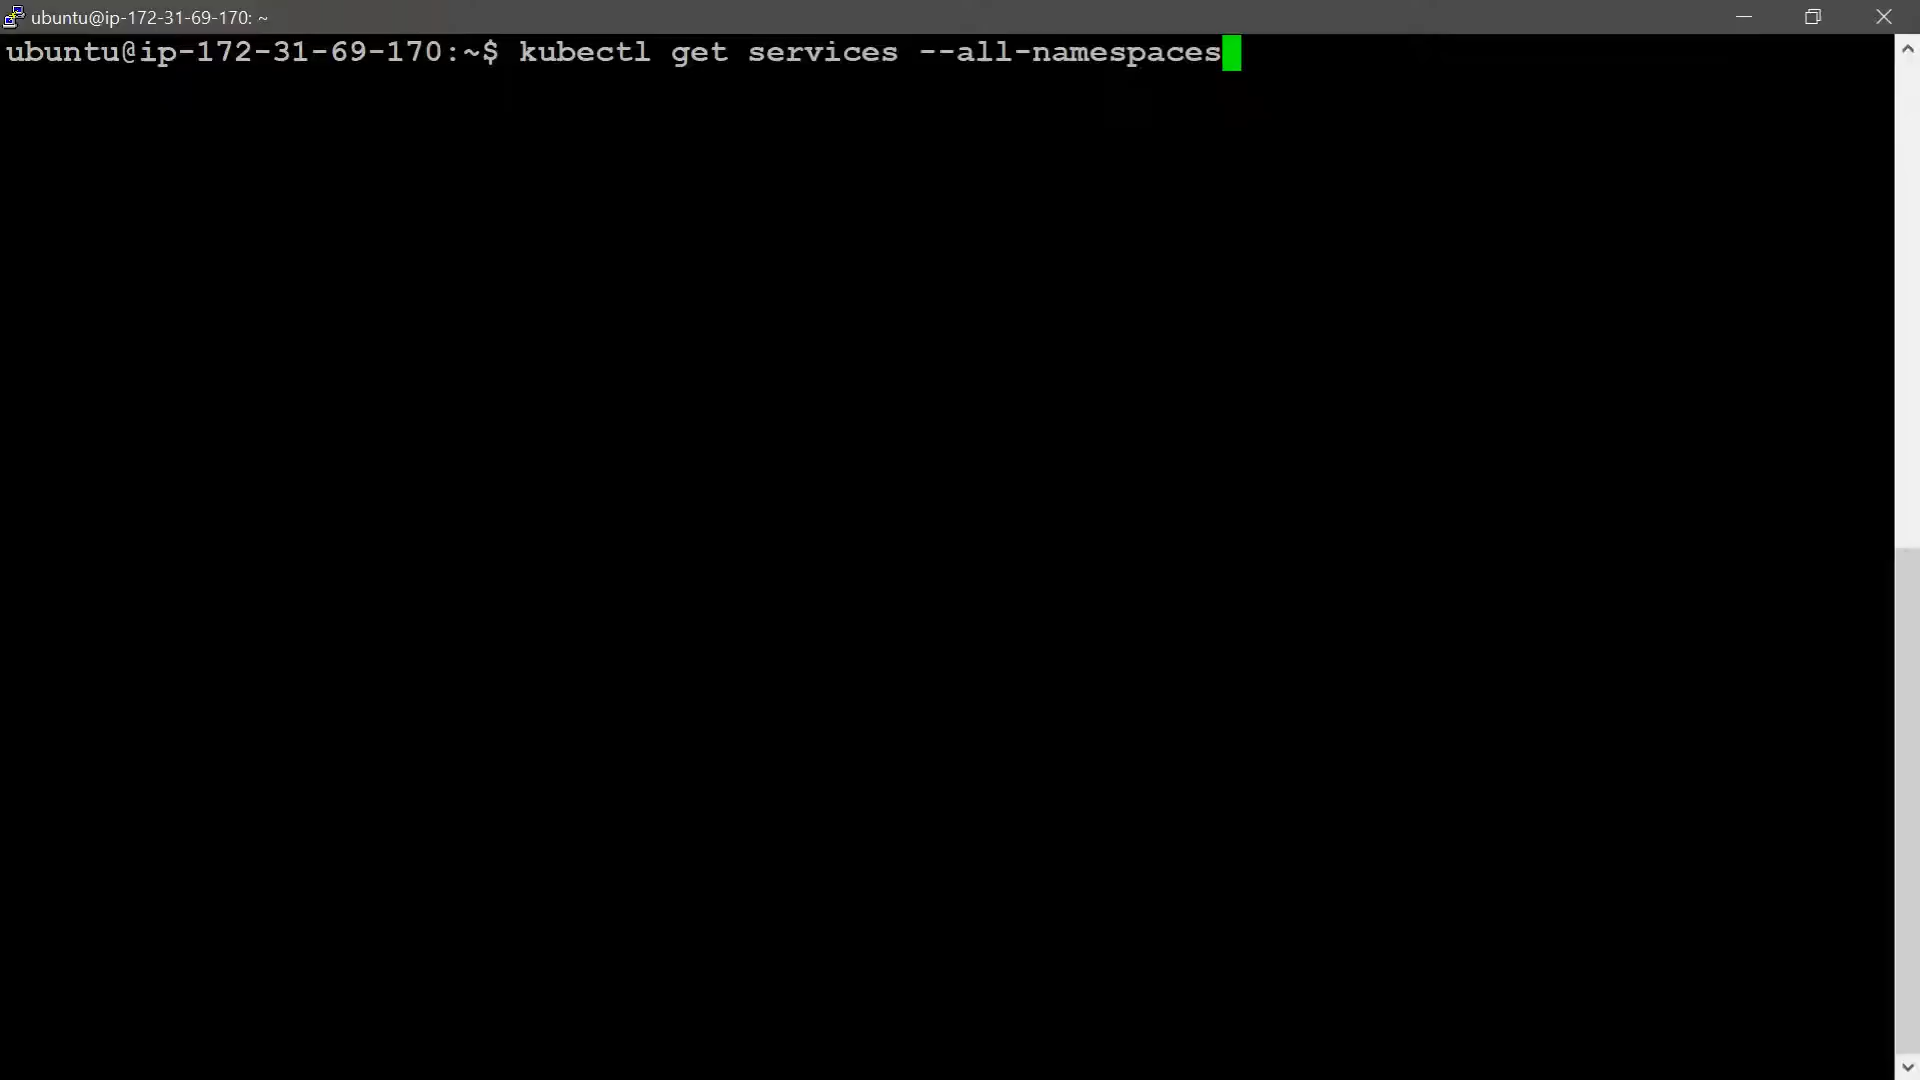 ubuntu@ip-172-31-69-170: ~
ubuntu@ip-172-31-69-170:~$ kubectl get services --all-namespaces